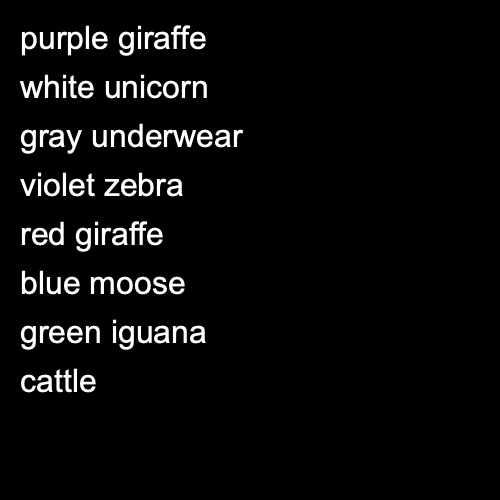 purple giraffe
white unicorn
gray underwear
violet zebra
red giraffe
blue moose
green iguana
cattle